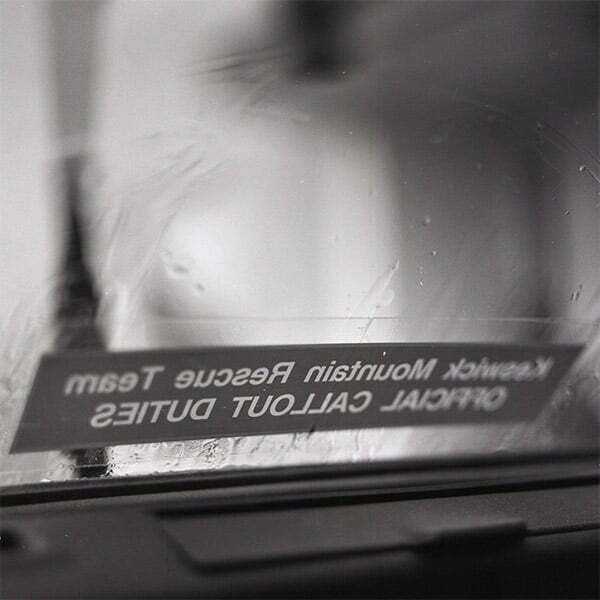 Keswick Mountain Rescue Team
OFFICIAL CALLOUT DUTIES